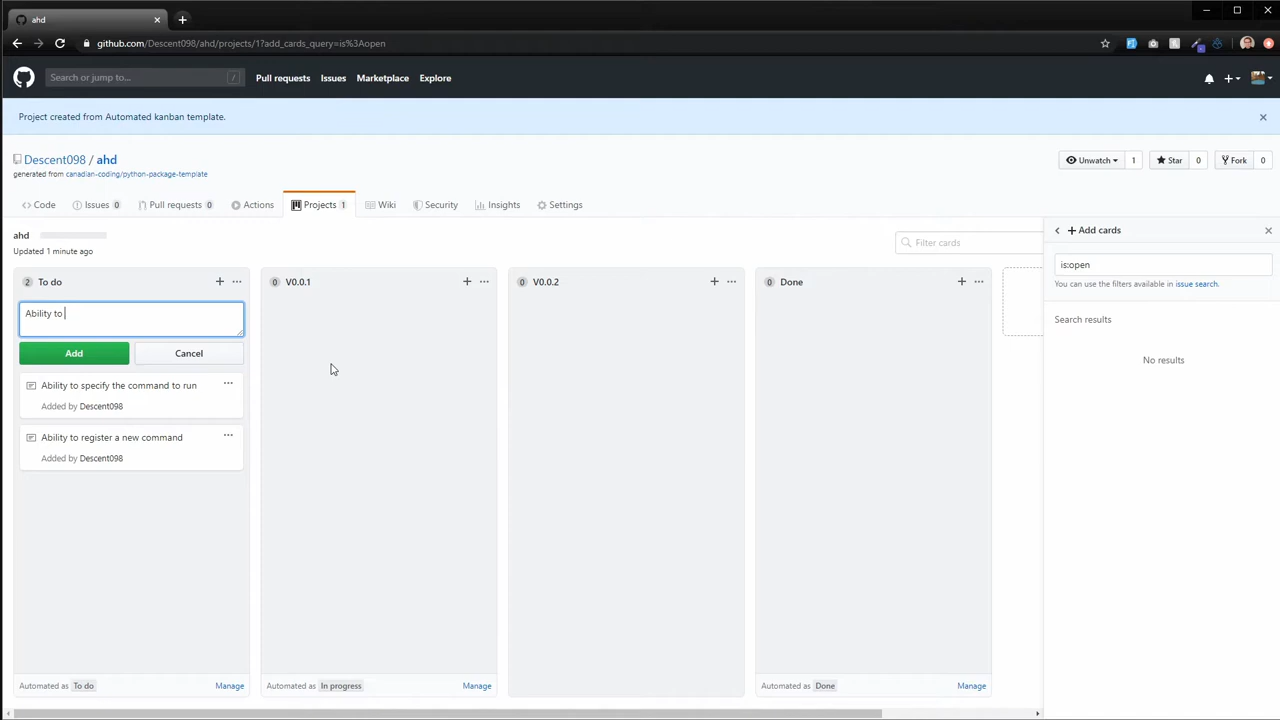 ahd
github.com/Descent098/ahd/projects/1?add_cards_query=is%3Aopen
Search or jump to... /
Pull requests Issues Marketplace Explore
Project created from Automated kanban template.
Descent098 / ahd
generated from canadian-coding/python-package-template
Unwatch 1 Star 0 Fork 0
Code Issues 0 Pull requests 0 Actions Projects 1 Wiki Security Insights Settings
ahd
Updated 1 minute ago
Filter cards
2 To do
Ability to
Add Cancel
Ability to specify the command to run
Added by Descent098
Ability to register a new command
Added by Descent098
Automated as To do Manage
0 V0.0.1
Automated as In progress Manage
0 V0.0.2
0 Done
Automated as Done Manage
Add cards
is:open
You can use the filters available in issue search.
Search results
No results